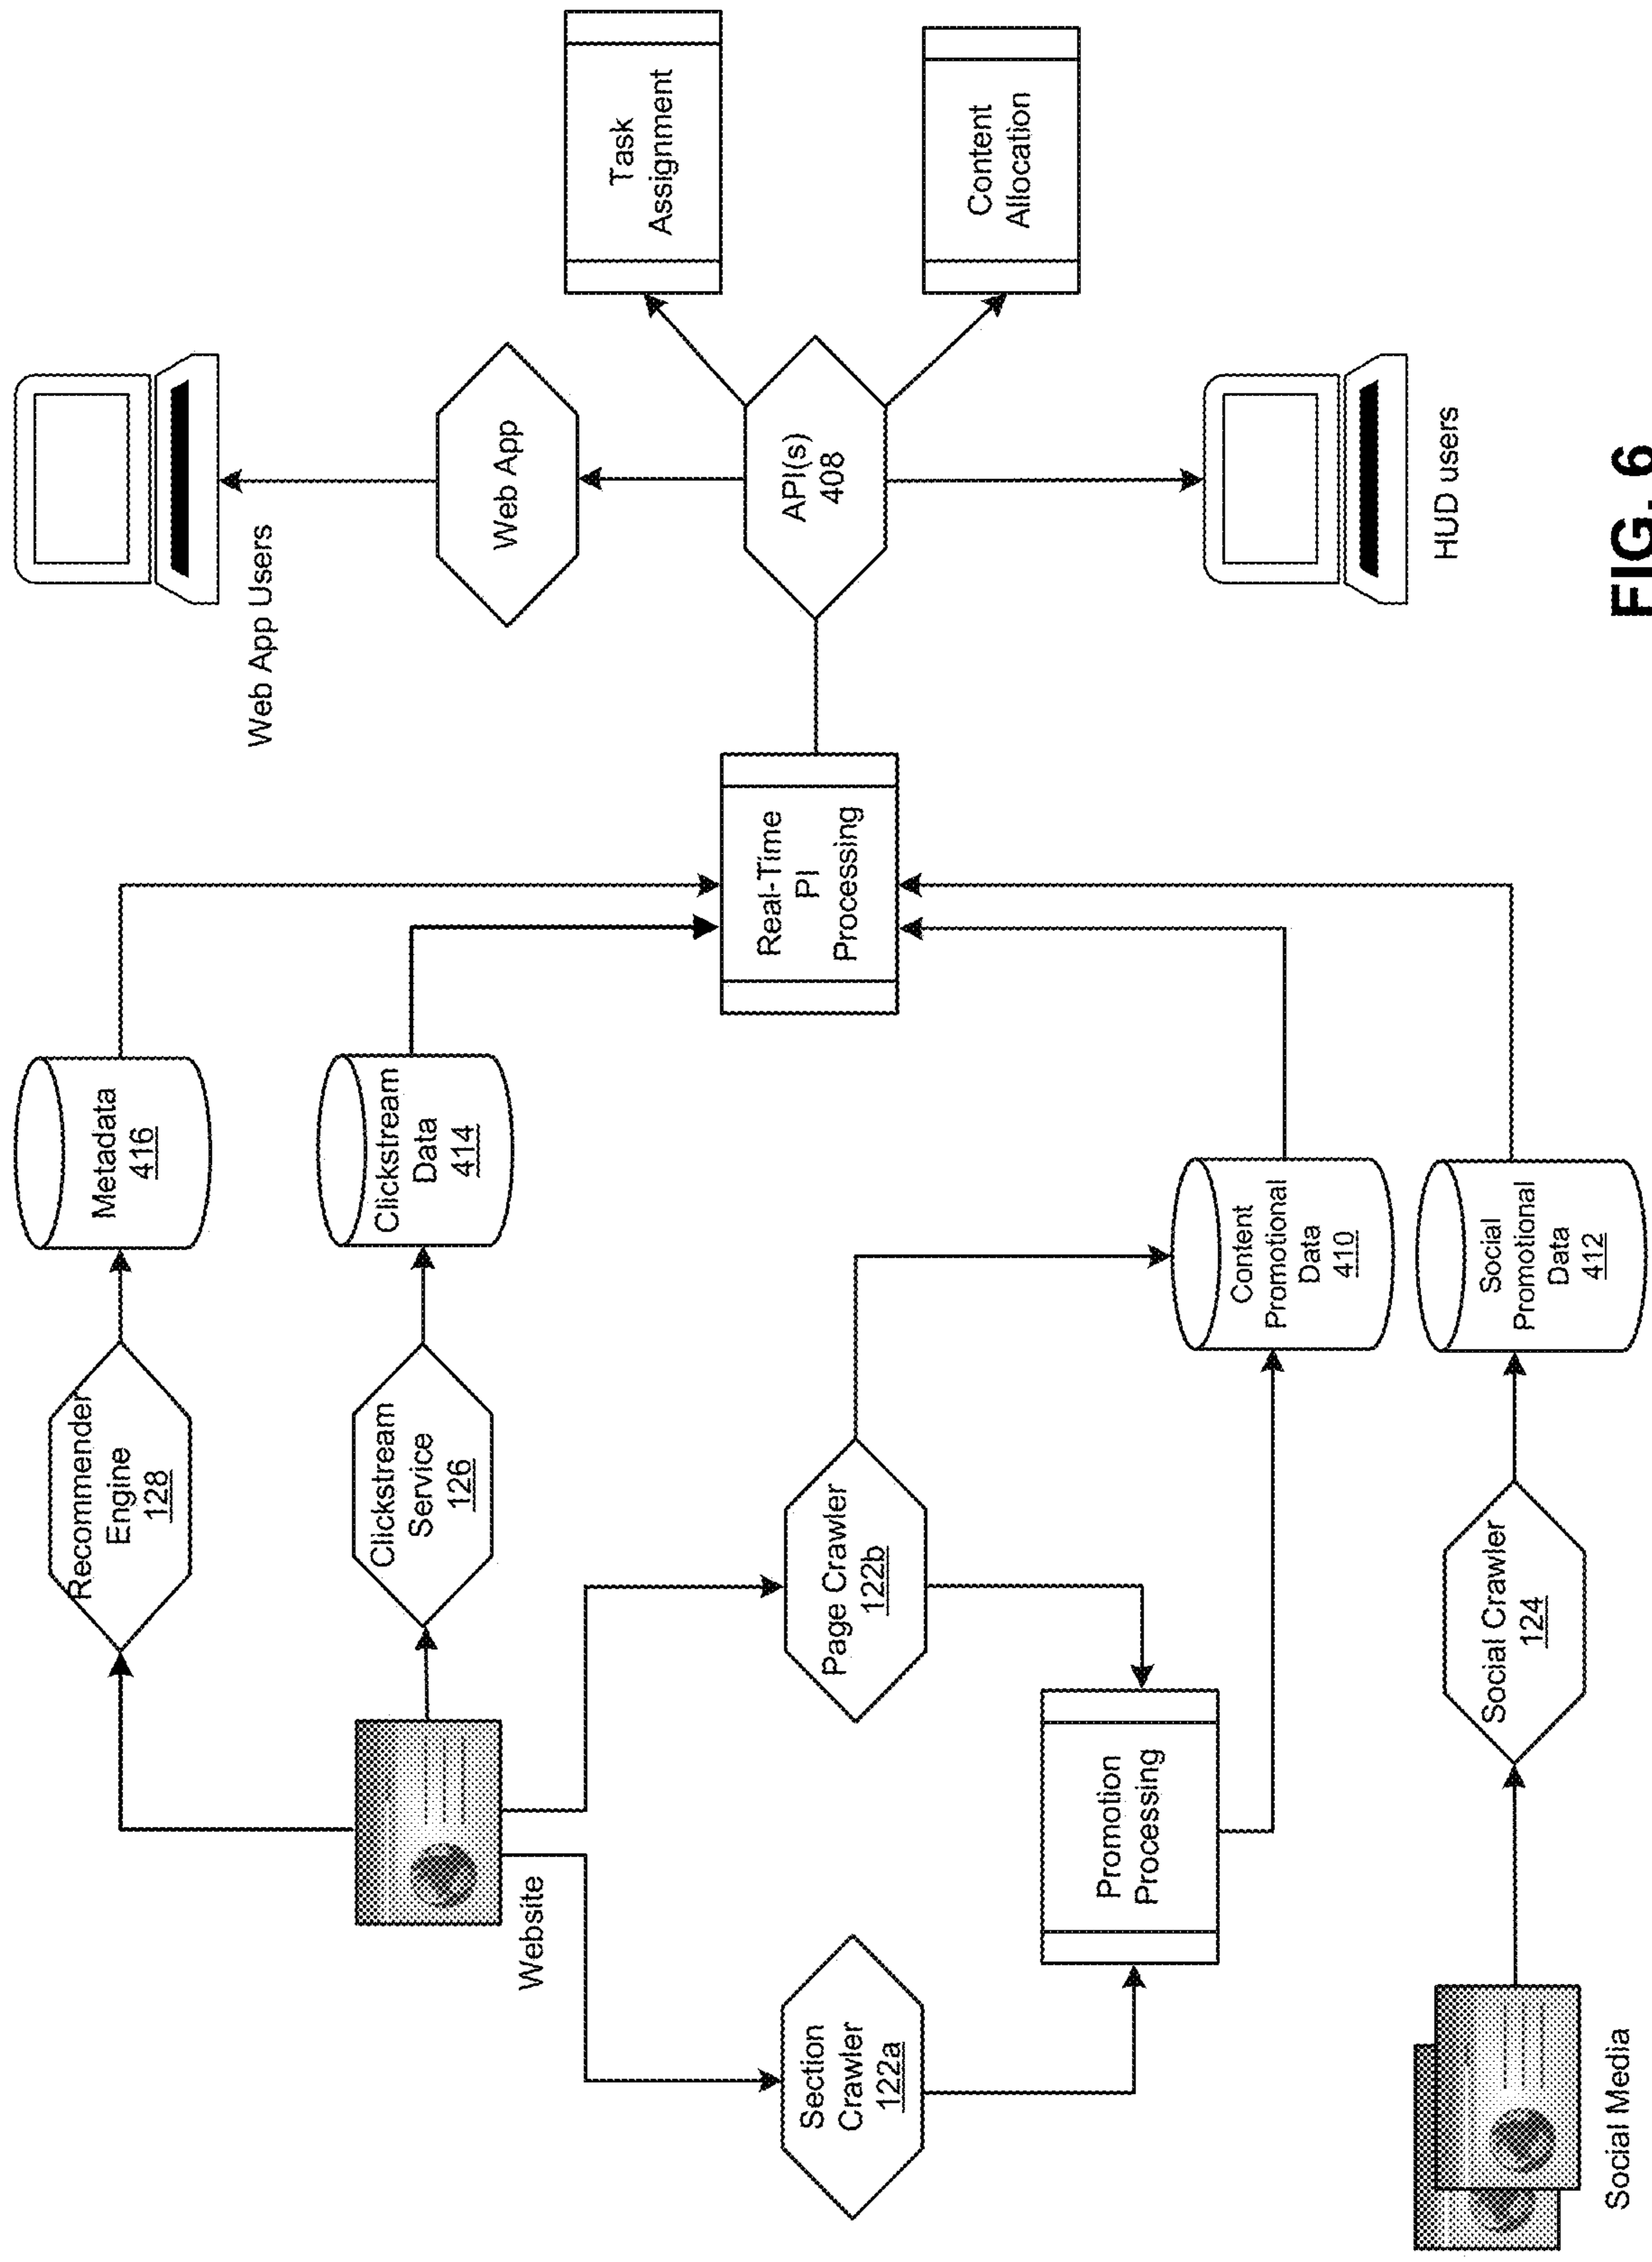 Recommender
Engine
128
Metadata
416
Web App Users
Clickstream
Service
126
Clickstream
Data
414
Website
Web App
Task
Assignment
Section
Crawler
122a
Page Crawler
122b
Real-Time
PI
Processing
API(s)
408
Promotion
Processing
Content
Promotional
Data
410
Content
Allocation
Social Media
Social Crawler
124
Social
Promotional
Data
412
HUD users
FIG. 6